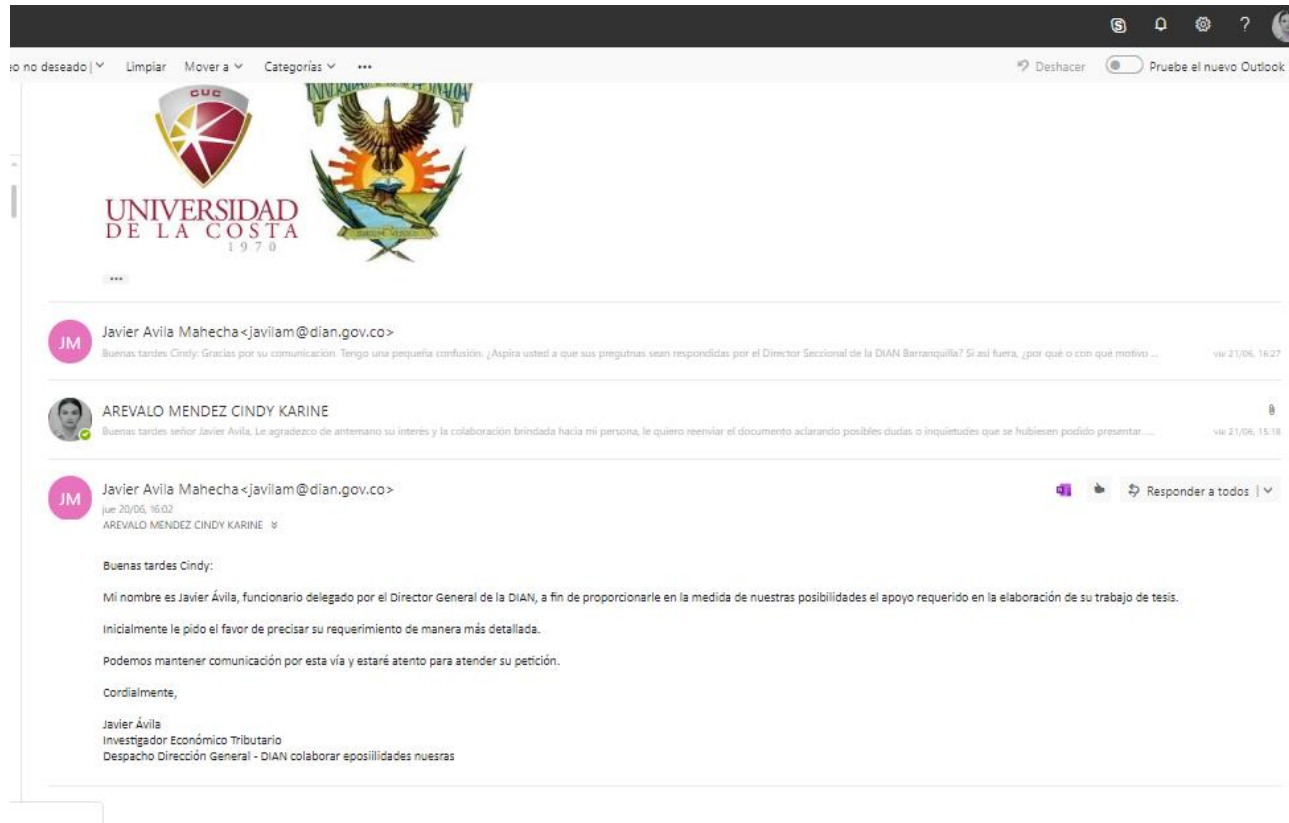 ?
eo no deseado | Limpiar Mover a Categorías ...
Deshacer Pruebe el nuevo Outlook
CUC
UNIVERSIDAD
DE LA COSTA
1970
...
JM
Javier Avila Mahecha<javilam@dian.gov.co>
Buenas tardes Cindy: Gracias por su comunicación. Tengo una pequeña confusión. ¿Aspira usted a que sus pregutnas sean respondidas por el Director Seccional de la DIAN Barranquilla? Si así fuera, ¿por qué o con qué motivo ...
vie 21/06, 16:27
AREVALO MENDEZ CINDY KARINE
Buenas tardes señor Javier Avila, Le agradezco de antemano su interés y la colaboración brindada hacia mi persona, le quiero reenviar el documento aclarando posibles dudas o inquietudes que se hubiesen podido presentar....
vie 21/06, 15:18
JM
Javier Avila Mahecha<javilam@dian.gov.co>
Responder a todos |
jue 20/06, 16:02
AREVALO MENDEZ CINDY KARINE
Buenas tardes Cindy:
Mi nombre es Javier Ávila, funcionario delegado por el Director General de la DIAN, a fin de proporcionarle en la medida de nuestras posibilidades el apoyo requerido en la elaboración de su trabajo de tesis.
Inicialmente le pido el favor de precisar su requerimiento de manera más detallada.
Podemos mantener comunicación por esta vía y estaré atento para atender su petición.
Cordialmente,
Javier Ávila
Investigador Económico Tributario
Despacho Dirección General - DIAN colaborar eposiilidades nuesras